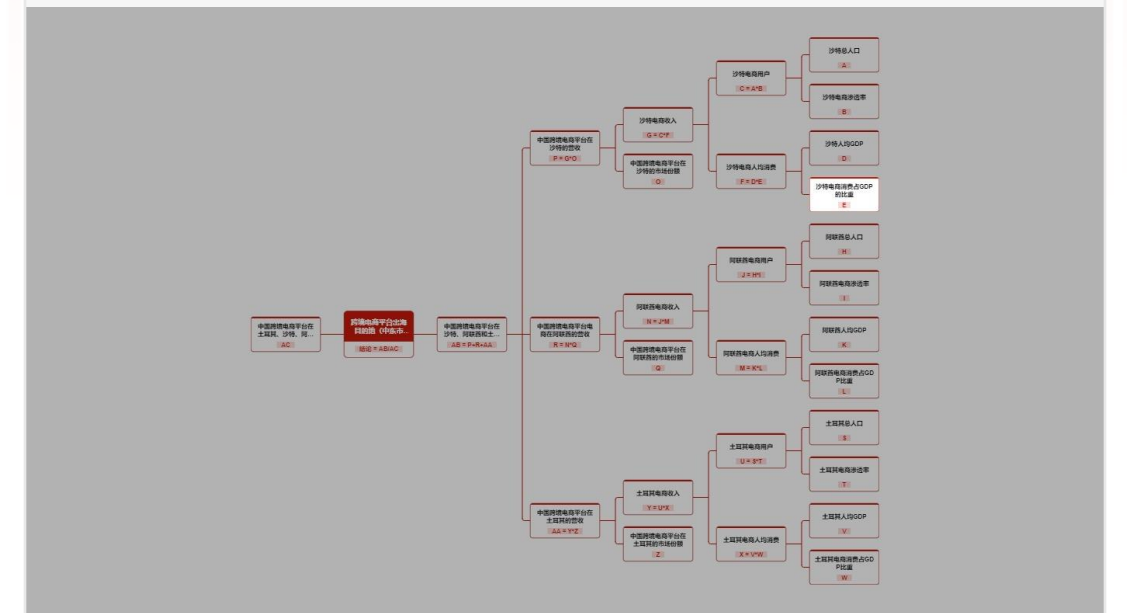 沙特总人口
A
沙特电商用户
C = A*B
沙特电商渗透率
B
沙特电商收入
G = C*F
中国跨境电商平台在
沙特的营收
P = G*O
沙特人均GDP
D
中国跨境电商平台在
沙特的市场份额
O
沙特电商人均消费
F = D*E
沙特电商消费占GDP
的比重
E
阿联酋总人口
H
阿联酋电商用户
J = H*I
阿联酋电商渗透率
I
阿联酋电商收入
N = J*M
中国跨境电商平台在
土耳其、沙特、阿...
AC
跨境电商平台出海
目的地（中东市...
结论 = AB/AC
中国跨境电商平台在
沙特、阿联酋和土...
AB = P+R+AA
中国跨境电商平台电
商在阿联酋的营收
R = N*Q
阿联酋人均GDP
K
中国跨境电商平台在
阿联酋的市场份额
Q
阿联酋电商人均消费
M = K*L
阿联酋电商消费占GD
P比重
L
土耳其总人口
S
土耳其电商用户
U = S*T
土耳其电商渗透率
T
土耳其电商收入
Y = U*X
中国跨境电商平台在
土耳其的营收
AA = Y*Z
土耳其人均GDP
V
中国跨境电商平台在
土耳其的市场份额
Z
土耳其电商人均消费
X = V*W
土耳其电商消费占GD
P比重
W